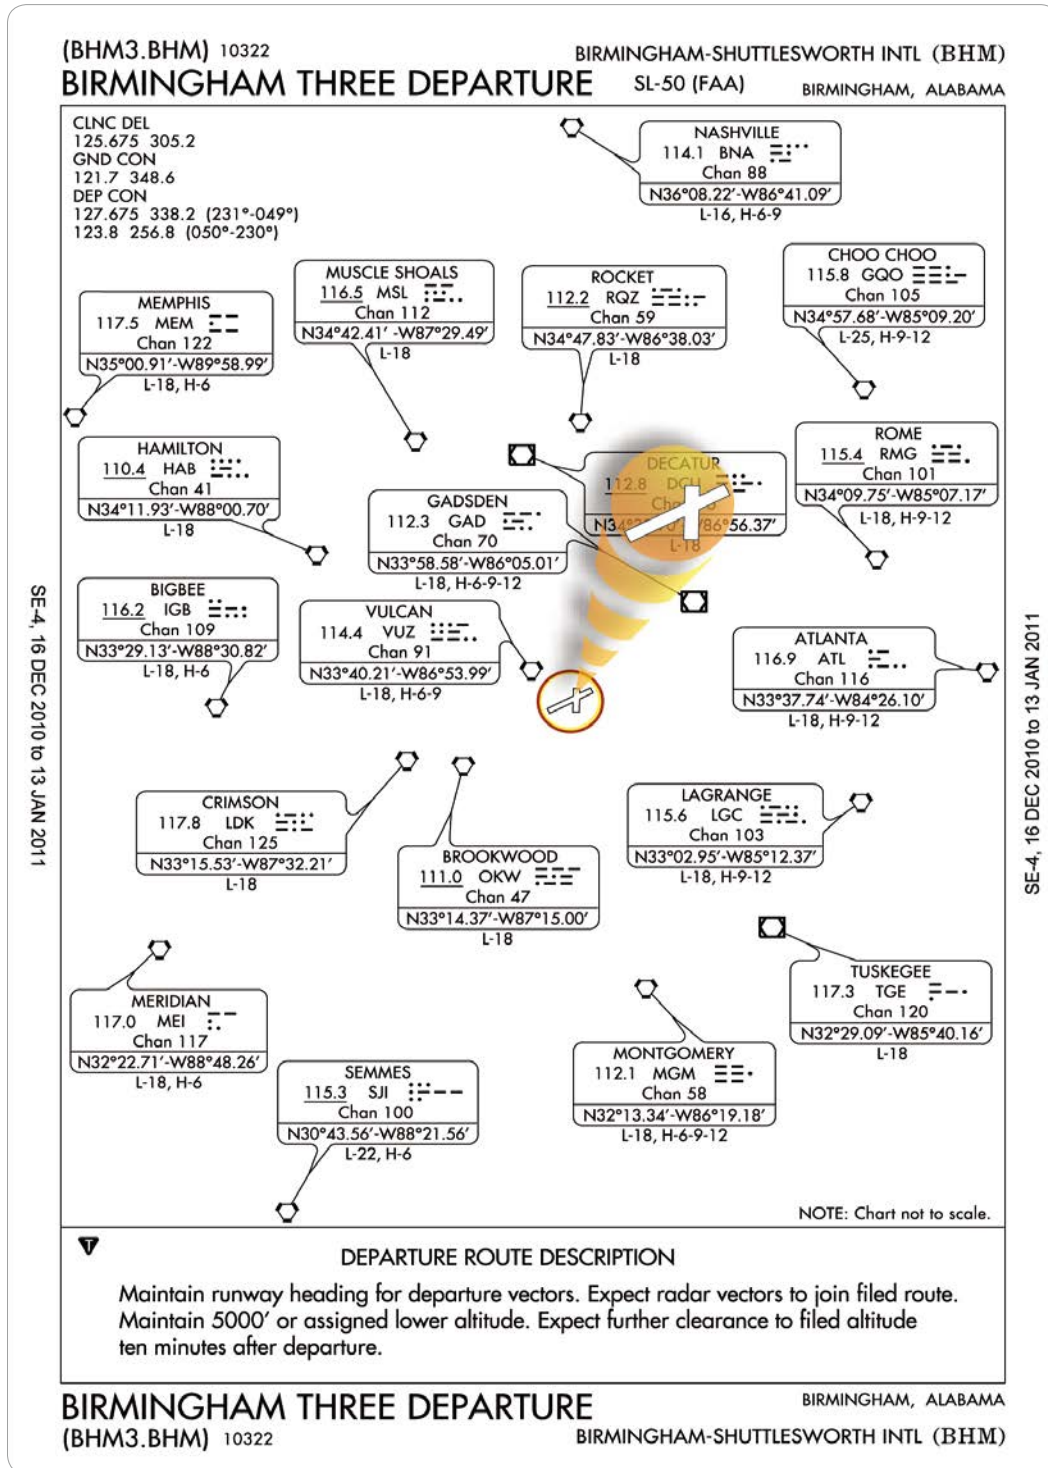 (BHM3.BHM) 10322
BIRMINGHAM-SHUTTLESWORTH INTL (BHM)
BIRMINGHAM THREE DEPARTURE
SL-50 (FAA)
BIRMINGHAM, ALABAMA
CLNC DEL
125.675 305.2
GND CON
121.7 348.6
DEP CON
127.675 338.2 (231°-049°)
123.8 256.8 (050°-230°)
NASHVILLE
114.1 BNA
Chan 88
N36°08.22'-W86°41.09'
L-16, H-6-9
CHOO CHOO
115.8 GQO
Chan 105
N34°57.68'-W85°09.20'
L-25, H-9-12
MUSCLE SHOALS
116.5 MSL
Chan 112
N34°42.41'-W87°29.49'
L-18
ROCKET
112.2 RQZ
Chan 59
N34°47.83'-W86°38.03'
L-18
MEMPHIS
117.5 MEM
Chan 122
N35°00.91'-W89°58.99'
L-18, H-6
HAMILTON
110.4 HAB
Chan 41
N34°11.93'-W88°00.70'
L-18
DECATUR
112.8 DCU
W86°56.37'
L-18
ROME
115.4 RMG
Chan 101
N34°09.75'-W85°07.17'
L-18, H-9-12
GADSDEN
112.3 GAD
Chan 70
N33°58.58'-W86°05.01'
L-18, H-6-9-12
BIGBEE
116.2 IGB
Chan 109
N33°29.13'-W88°30.82'
L-18, H-6
VULCAN
114.4 VUZ
Chan 91
N33°40.21'-W86°53.99'
L-18, H-6-9
ATLANTA
116.9 ATL
Chan 116
N33°37.74'-W84°26.10'
L-18, H-9-12
CRIMSON
117.8 LDK
Chan 125
N33°15.53'-W87°32.21'
L-18
BROOKWOOD
111.0 OKW
Chan 47
N33°14.37'-W87°15.00'
L-18
LAGRANGE
115.6 LGC
Chan 103
N33°02.95'-W85°12.37'
L-18, H-9-12
MERIDIAN
117.0 MEI
Chan 117
N32°22.71'-W88°48.26'
L-18, H-6
TUSKEGEE
117.3 TGE
Chan 120
N32°29.09'-W85°40.16'
L-18
MONTGOMERY
112.1 MGM
Chan 58
N32°13.34'-W86°19.18'
L-18, H-6-9-12
SEMMES
115.3 SJI
Chan 100
N30°43.56'-W88°21.56'
L-22, H-6
SE-4, 16 DEC 2010 to 13 JAN 2011
SE-4, 16 DEC 2010 to 13 JAN 2011
NOTE: Chart not to scale.
T
DEPARTURE ROUTE DESCRIPTION
Maintain runway heading for departure vectors. Expect radar vectors to join filed route.
Maintain 5000' or assigned lower altitude. Expect further clearance to filed altitude
ten minutes after departure.
BIRMINGHAM THREE DEPARTURE
BIRMINGHAM, ALABAMA
(BHM3.BHM) 10322
BIRMINGHAM-SHUTTLESWORTH INTL (BHM)